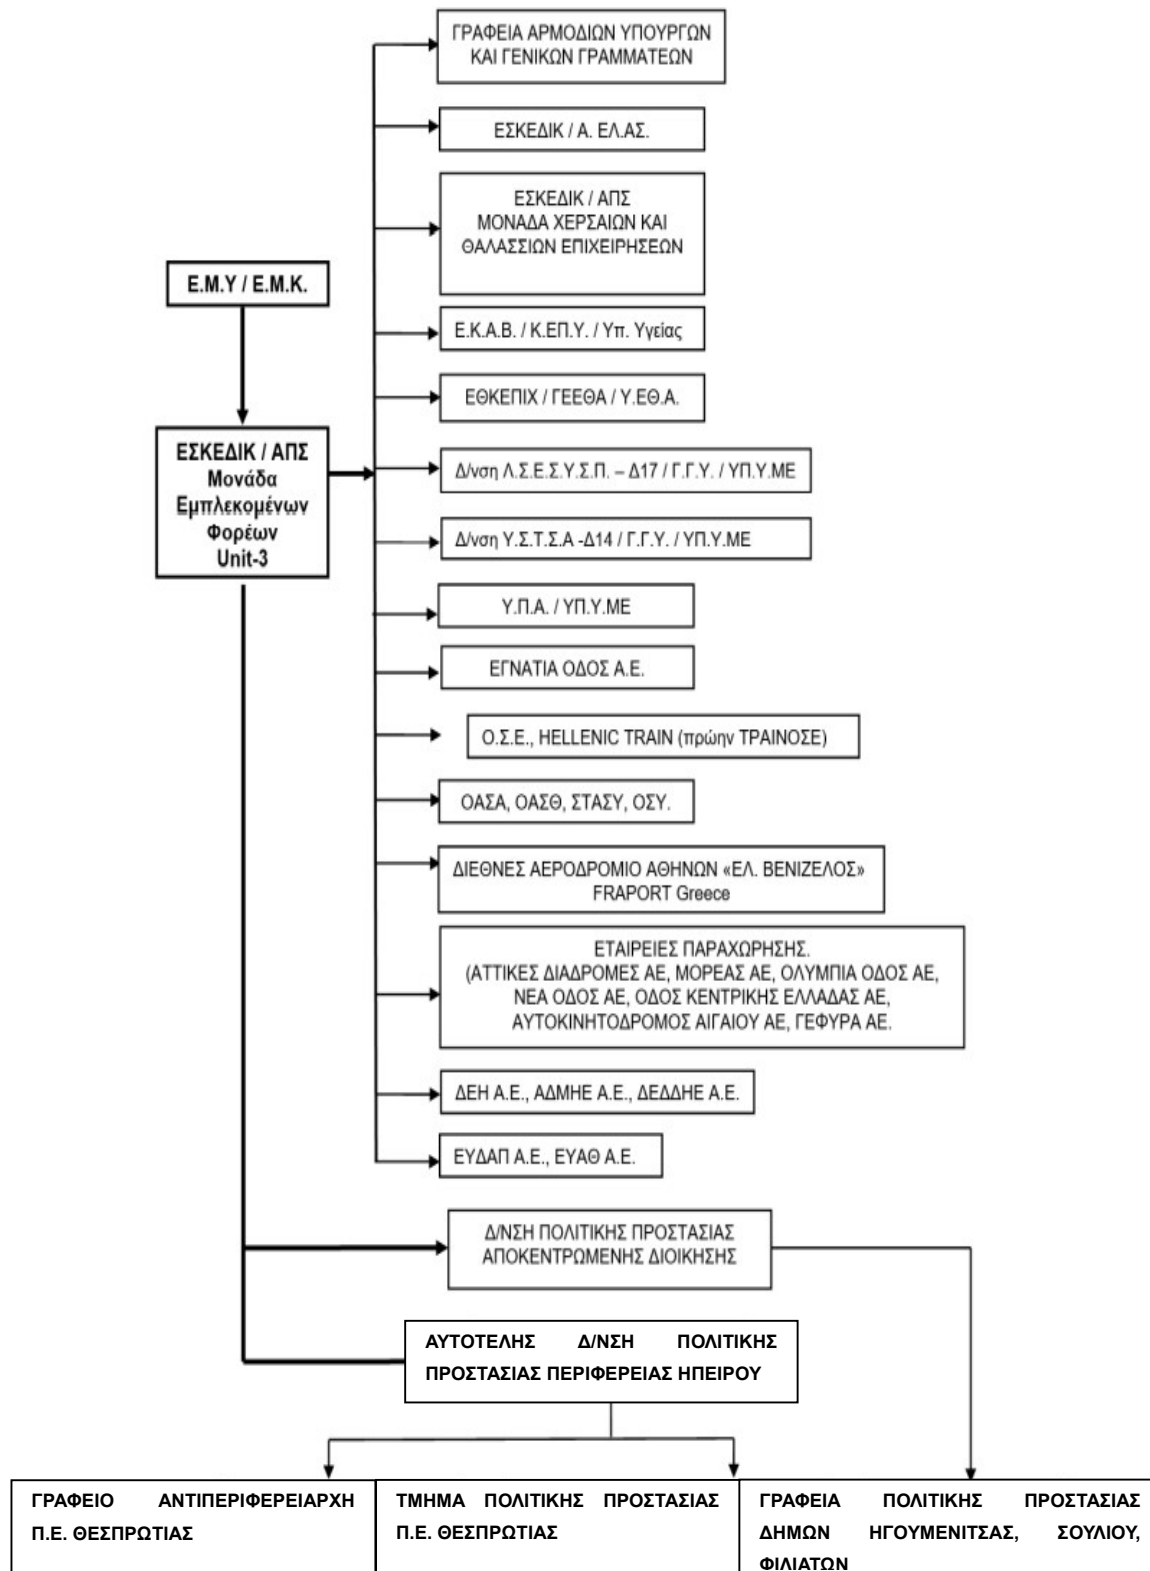 ΓΡΑΦΕΙΑ ΑΡΜΟΔΙΩΝ ΥΠΟΥΡΓΩΝ
ΚΑΙ ΓΕΝΙΚΩΝ ΓΡΑΜΜΑΤΕΩΝ
ΕΣΚΕΔΙΚ / Α. ΕΛ.ΑΣ.
ΕΣΚΕΔΙΚ / ΑΠΣ
ΜΟΝΑΔΑ ΧΕΡΣΑΙΩΝ ΚΑΙ
ΘΑΛΑΣΣΙΩΝ ΕΠΙΧΕΙΡΗΣΕΩΝ
Ε.Μ.Υ / Ε.Μ.Κ.
Ε.Κ.Α.Β. / Κ.ΕΠ.Υ. / Υπ. Υγείας
ΕΘΚΕΠΙΧ / ΓΕΕΘΑ / Υ.ΕΘ.Α.
ΕΣΚΕΔΙΚ / ΑΠΣ
Μονάδα
Εμπλεκομένων
Φορέων
Unit-3
Δ/νση Λ.Σ.Ε.Σ.Υ.Σ.Π. – Δ17 / Γ.Γ.Υ. / ΥΠ.Υ.ΜΕ
Δ/νση Υ.Σ.Τ.Σ.Α -Δ14 / Γ.Γ.Υ. / ΥΠ.Υ.ΜΕ
Υ.Π.Α. / ΥΠ.Υ.ΜΕ
ΕΓΝΑΤΙΑ ΟΔΟΣ Α.Ε.
Ο.Σ.Ε., HELLENIC TRAIN (πρώην ΤΡΑΙΝΟΣΕ)
ΟΑΣΑ, ΟΑΣΘ, ΣΤΑΣΥ, ΟΣΥ.
ΔΙΕΘΝΕΣ ΑΕΡΟΔΡΟΜΙΟ ΑΘΗΝΩΝ «ΕΛ. ΒΕΝΙΖΕΛΟΣ»
FRAPORT Greece
ΕΤΑΙΡΕΙΕΣ ΠΑΡΑΧΩΡΗΣΗΣ.
(ΑΤΤΙΚΕΣ ΔΙΑΔΡΟΜΕΣ ΑΕ, ΜΟΡΕΑΣ ΑΕ, ΟΛΥΜΠΙΑ ΟΔΟΣ ΑΕ,
ΝΕΑ ΟΔΟΣ ΑΕ, ΟΔΟΣ ΚΕΝΤΡΙΚΗΣ ΕΛΛΑΔΑΣ ΑΕ,
ΑΥΤΟΚΙΝΗΤΟΔΡΟΜΟΣ ΑΙΓΑΙΟΥ ΑΕ, ΓΕΦΥΡΑ ΑΕ.
ΔΕΗ Α.Ε., ΑΔΜΗΕ Α.Ε., ΔΕΔΔΗΕ Α.Ε.
ΕΥΔΑΠ Α.Ε., ΕΥΑΘ Α.Ε.
Δ/ΝΣΗ ΠΟΛΙΤΙΚΗΣ ΠΡΟΣΤΑΣΙΑΣ
ΑΠΟΚΕΝΤΡΩΜΕΝΗΣ ΔΙΟΙΚΗΣΗΣ
ΑΥΤΟΤΕΛΗΣ Δ/ΝΣΗ ΠΟΛΙΤΙΚΗΣ
ΠΡΟΣΤΑΣΙΑΣ ΠΕΡΙΦΕΡΕΙΑΣ ΗΠΕΙΡΟΥ
ΓΡΑΦΕΙΟ ΑΝΤΙΠΕΡΙΦΕΡΕΙΑΡΧΗ
Π.Ε. ΘΕΣΠΡΩΤΙΑΣ
ΤΜΗΜΑ ΠΟΛΙΤΙΚΗΣ ΠΡΟΣΤΑΣΙΑΣ
Π.Ε. ΘΕΣΠΡΩΤΙΑΣ
ΓΡΑΦΕΙΑ ΠΟΛΙΤΙΚΗΣ ΠΡΟΣΤΑΣΙΑΣ
ΔΗΜΩΝ ΗΓΟΥΜΕΝΙΤΣΑΣ, ΣΟΥΛΙΟΥ,
ΦΙΛΙΑΤΩΝ